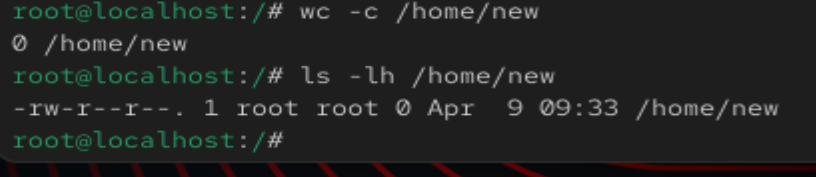 root@localhost:/# wc -c /home/new
0 /home/new
root@localhost:/# ls -lh /home/new
-rw-r--r--. 1 root root 0 Apr  9 09:33 /home/new
root@localhost:/#